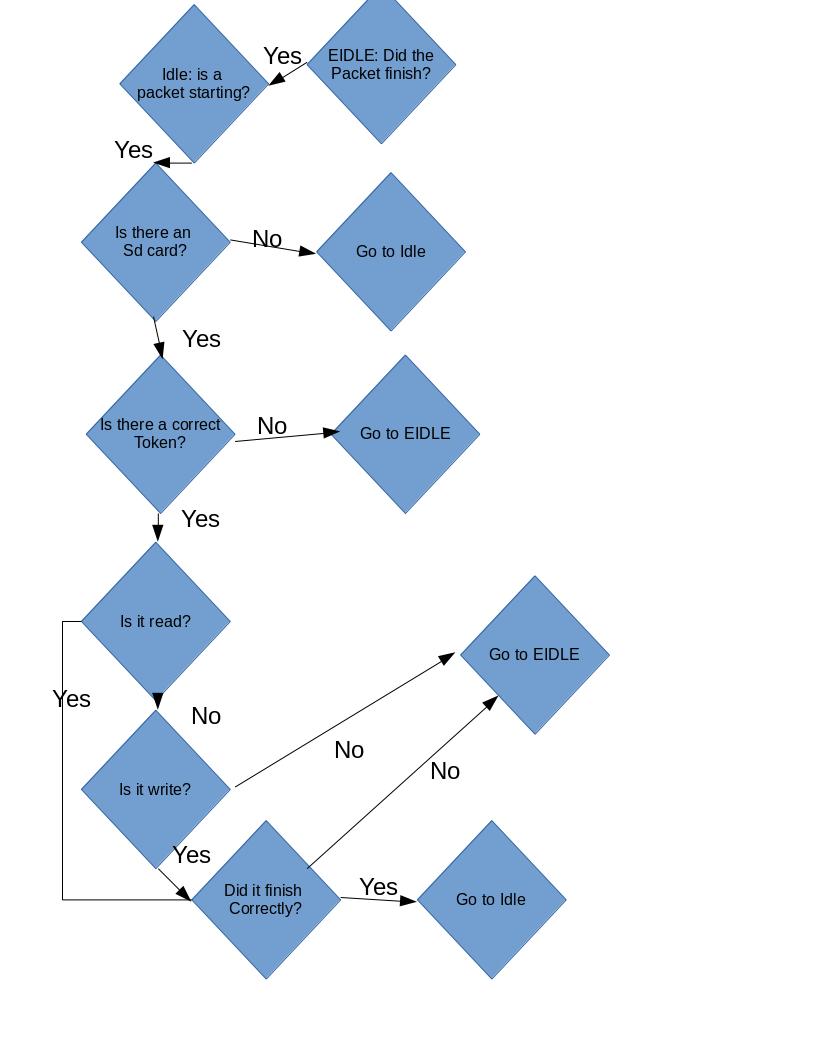 Yes
EIDLE: Did the
Packet finish?
Idle: is a
packet starting?
Yes
Is there an
Sd card?
No
Go to Idle
Yes
Is there a correct
Token?
No
Go to EIDLE
Yes
Is it read?
Go to EIDLE
Yes
No
No
No
Is it write?
Yes
Did it finish
Correctly?
Yes
Go to Idle